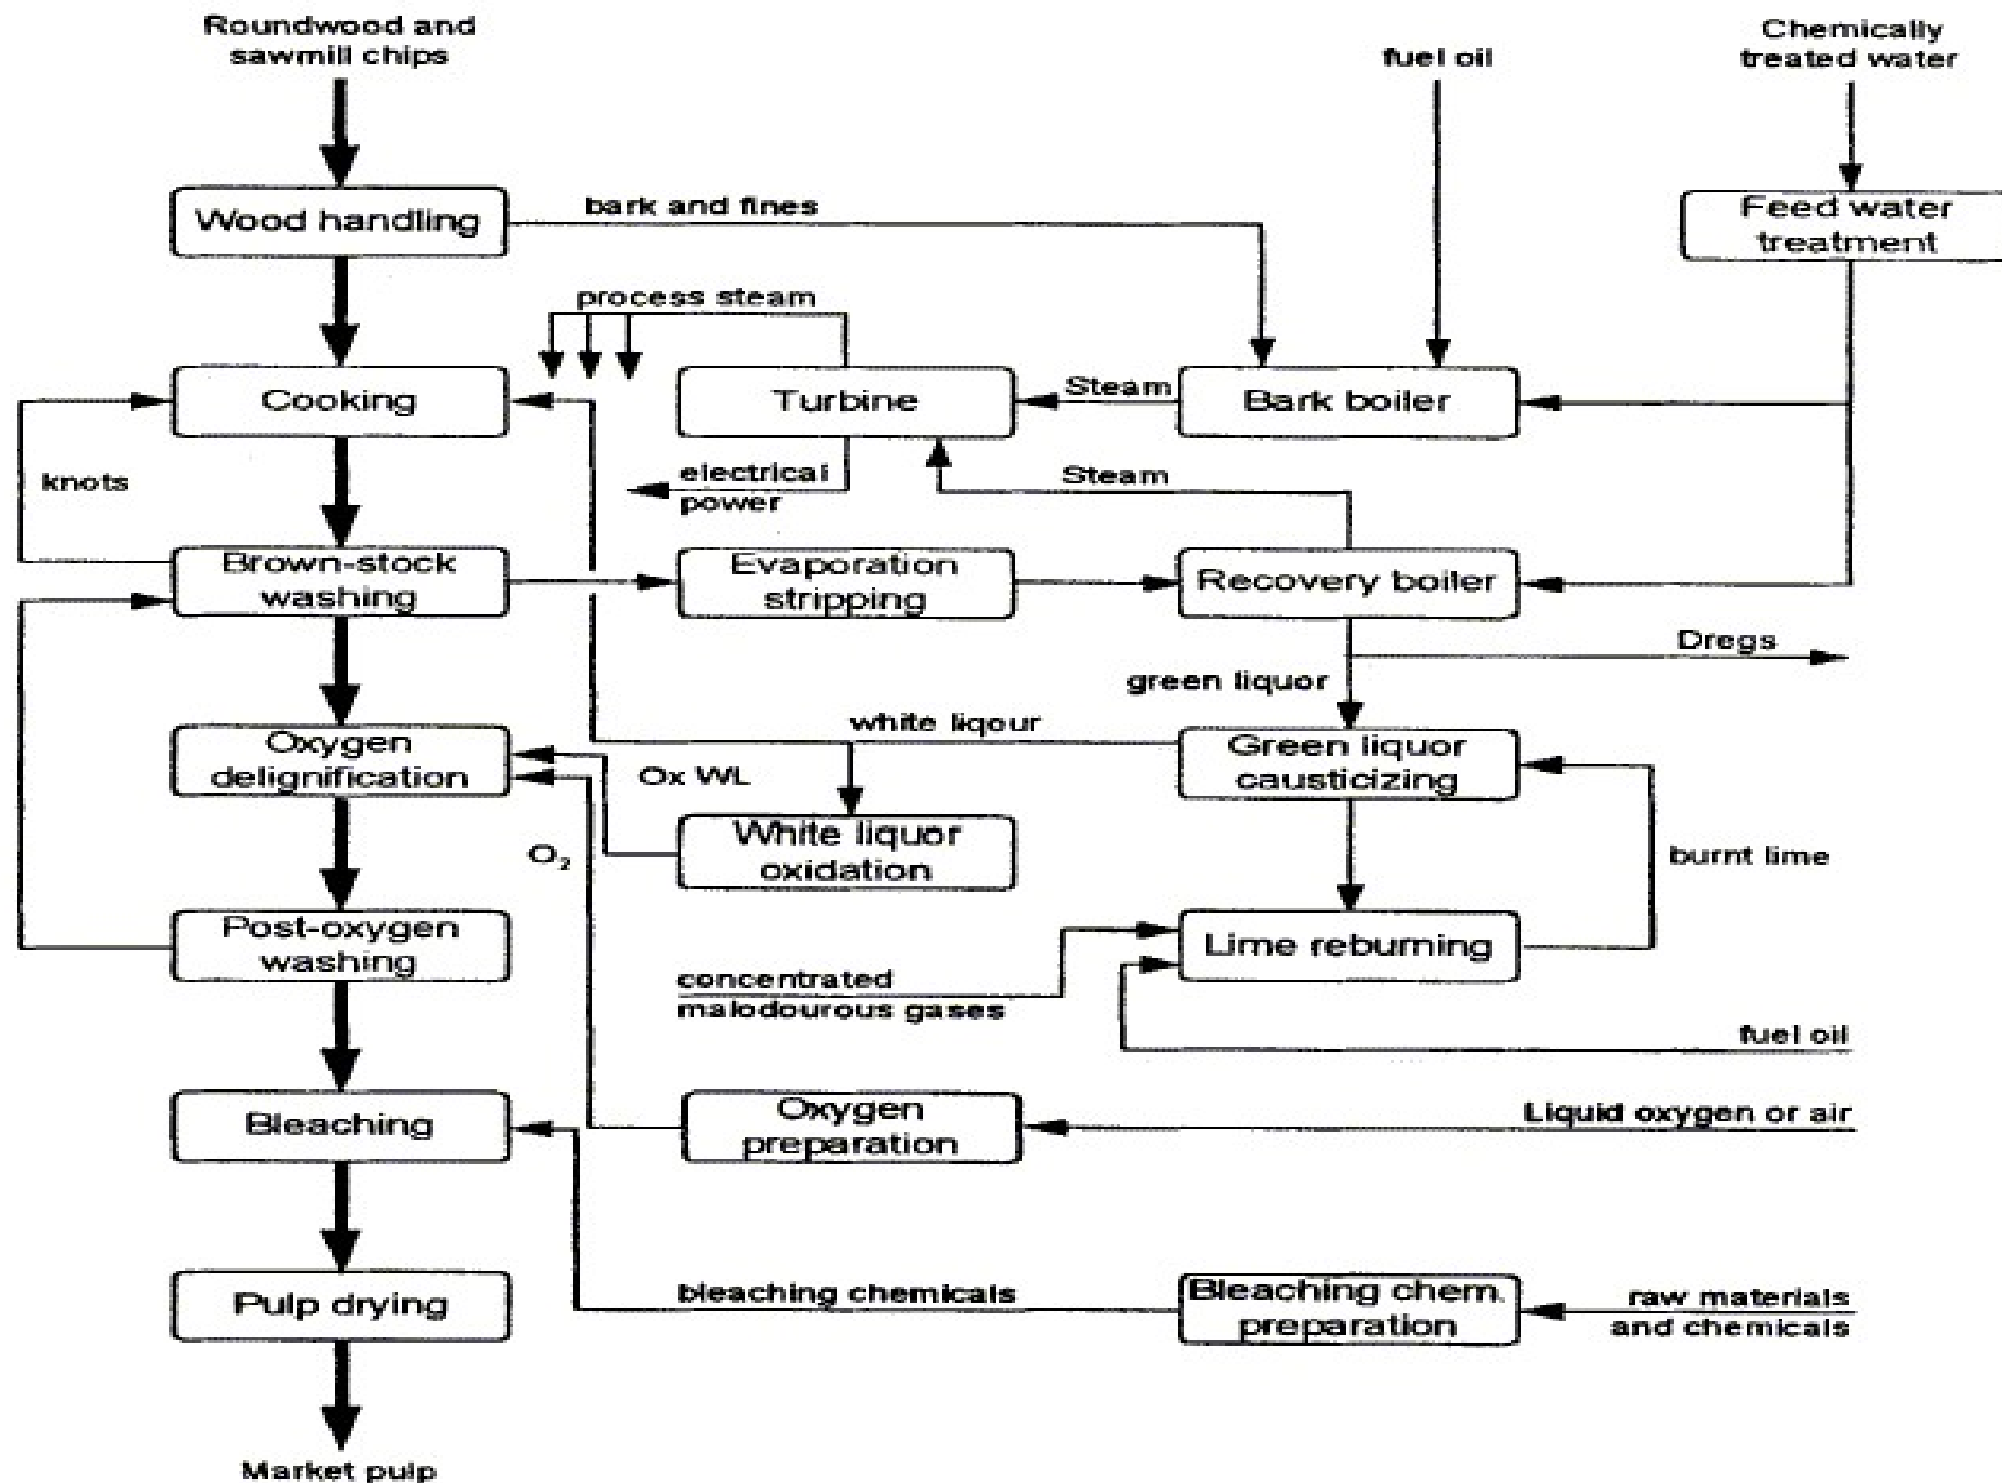 Roundwood and
sawmill chips
fuel oil
Chemically
treated water
Wood handling
bark and fines
Feed water
treatment
process steam
Cooking
Turbine
Steam
Bark boiler
knots
electrical
power
Steam
Brown-stock
washing
Evaporation
stripping
Recovery boiler
Dregs
green liquor
white liqour
Oxygen
delignification
Ox WL
Green liquor
causticizing
White liquor
oxidation
O₂
burnt lime
Post-oxygen
washing
Lime reburning
concentrated
malodourous gases
fuel oil
Bleaching
Oxygen
preparation
Liquid oxygen or air
Pulp drying
bleaching chemicals
Bleaching chem.
preparation
raw materials
and chemicals
Market pulp